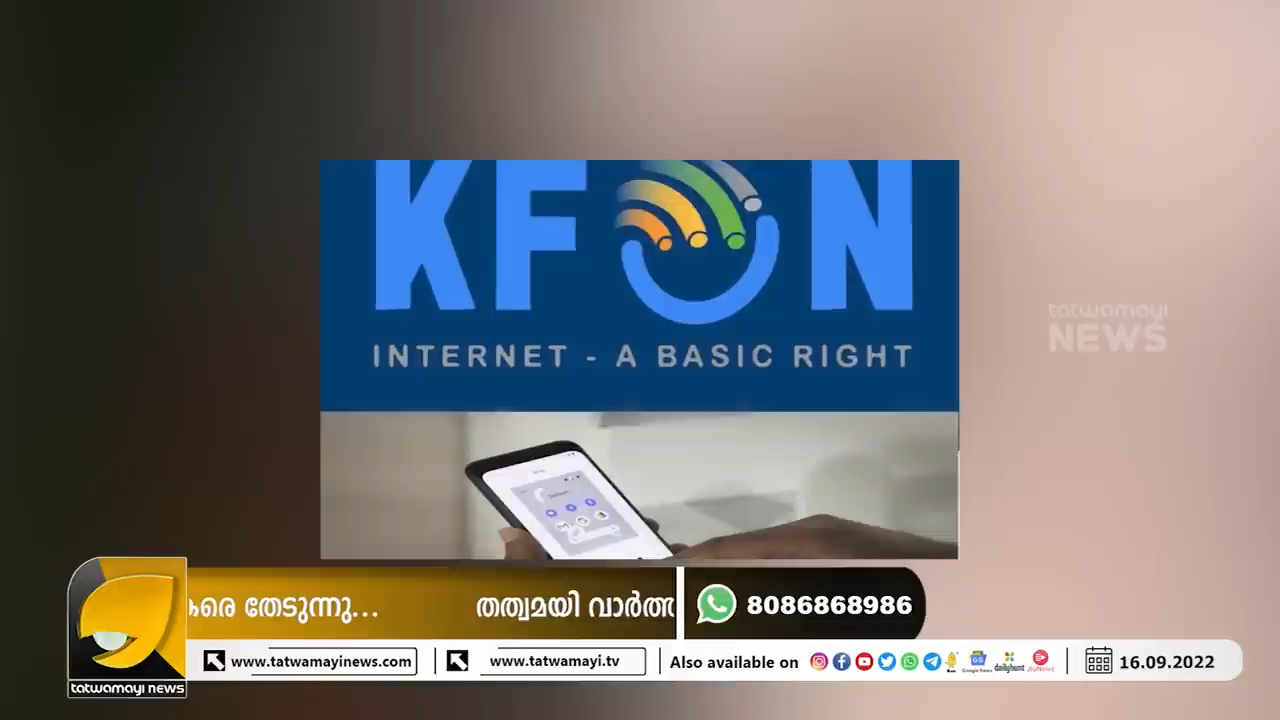 KFON
INTERNET - A BASIC RIGHT
tatwamayi
NEWS
തേടുന്നു...
തത്വമയി
8086868986
www.tatwamayinews.com
www.tatwamayi.tv
Also available on
16.09.2022
tatwamayi news